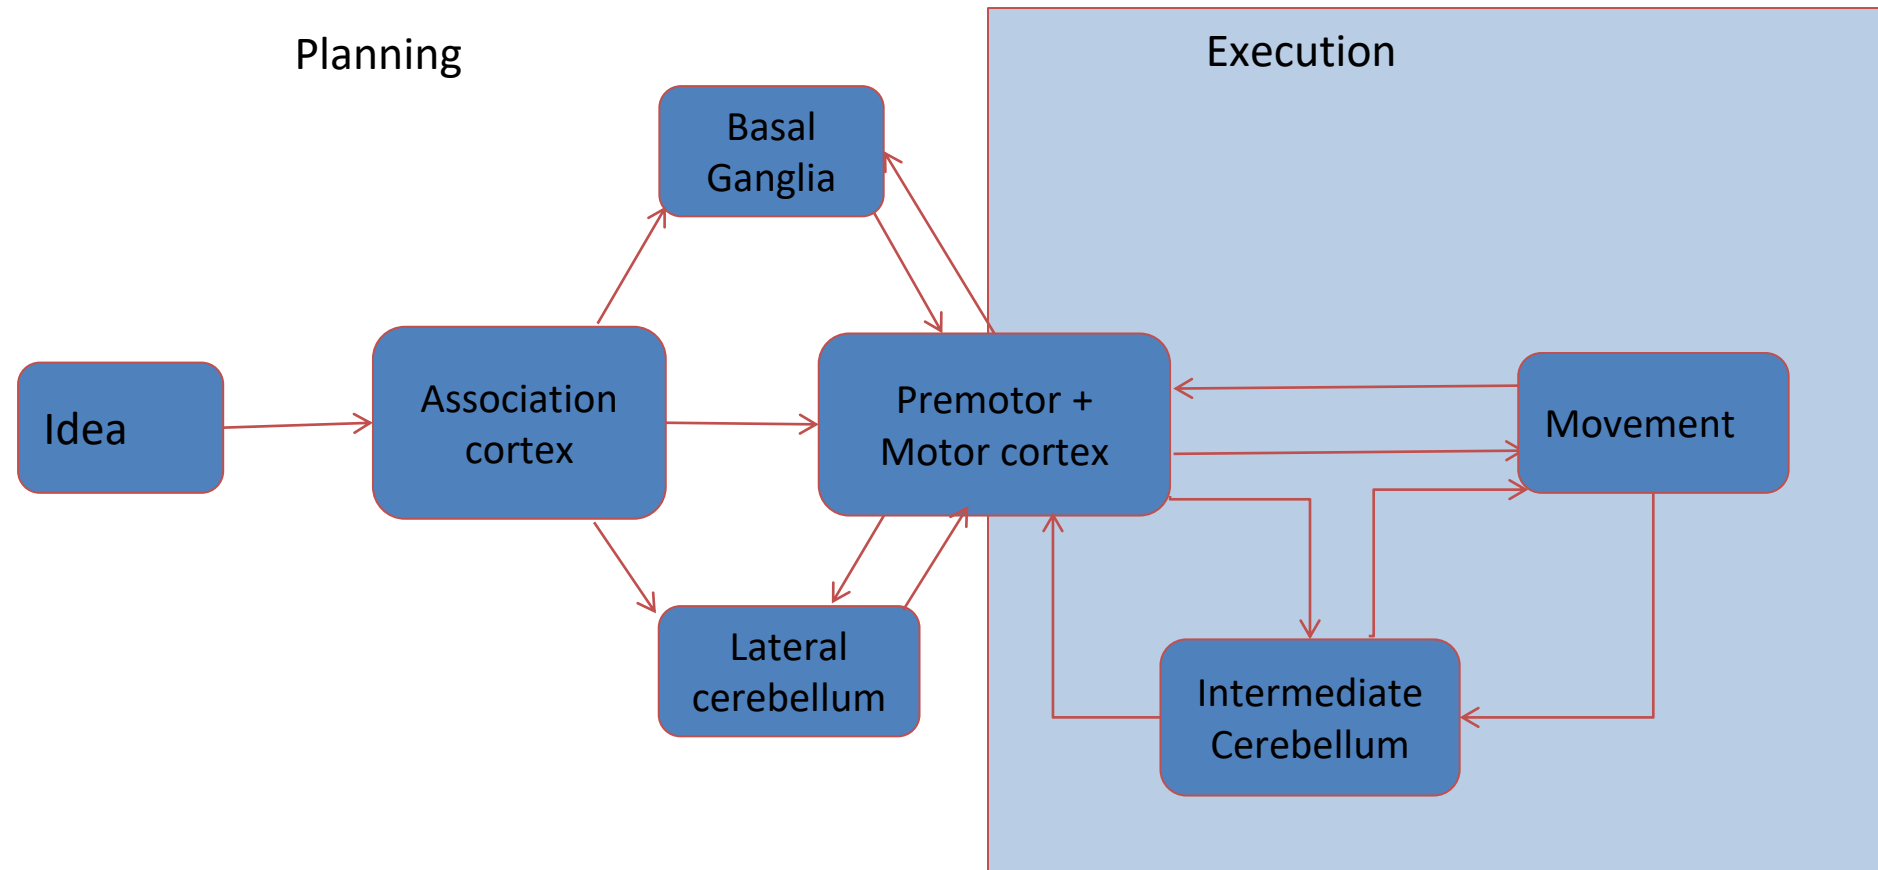 Planning
Execution
Basal
Ganglia
Idea
Association
cortex
Premotor +
Motor cortex
Movement
Lateral
cerebellum
Intermediate
Cerebellum